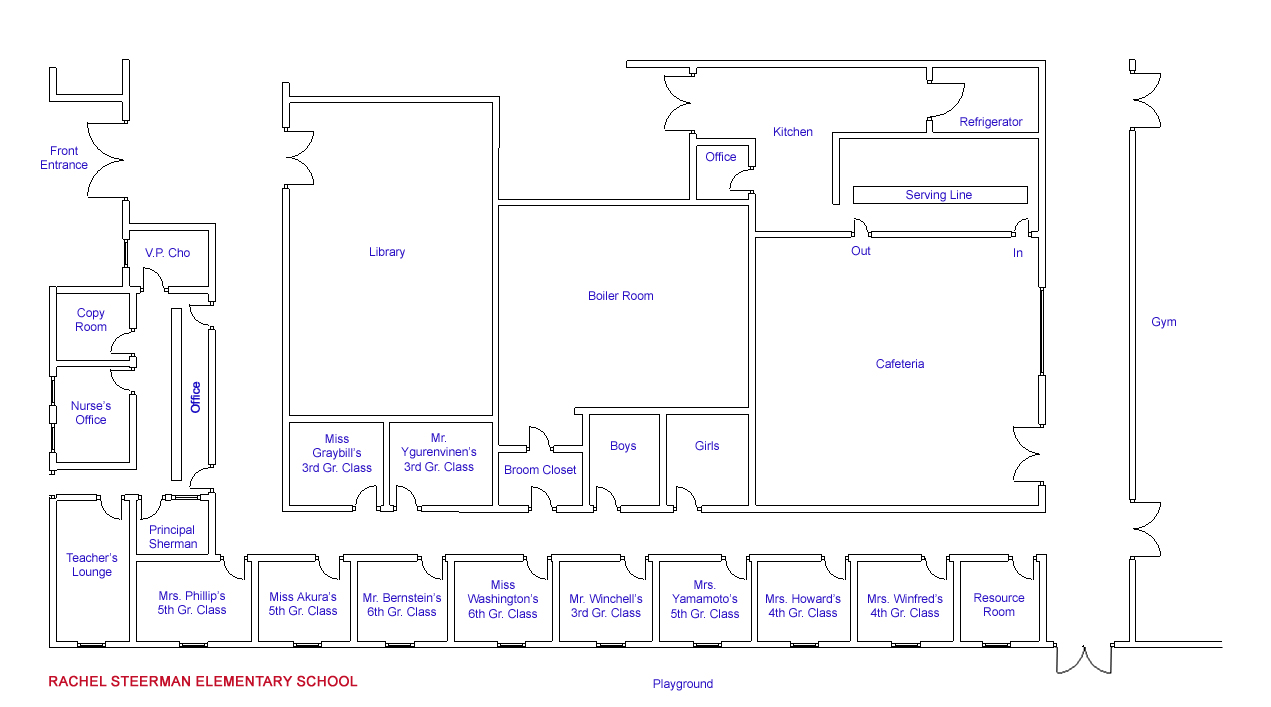 Refrigerator
Kitchen
Front
Entrance
Office
Serving Line
V.P. Cho
Library
Out
In
Boiler Room
Copy
Room
Gym
Cafeteria
Office
Nurse's
Office
Miss
Graybill's
3rd Gr. Class
Mr.
Ygurvinen's
3rd Gr. Class
Broom Closet
Boys
Girls
Principal
Sherman
Teacher's
Lounge
Mrs. Phillip's
5th Gr. Class
Miss Akura's
5th Gr. Class
Mr. Bernstein's
6th Gr. Class
Miss
Washington's
6th Gr. Class
Mr. Winchell's
3rd Gr. Class
Mrs.
Yamamoto's
5th Gr. Class
Mrs. Howard's
4th Gr. Class
Mrs. Winfred's
4th Gr. Class
Resource
Room
RACHEL STEERMAN ELEMENTARY SCHOOL
Playground